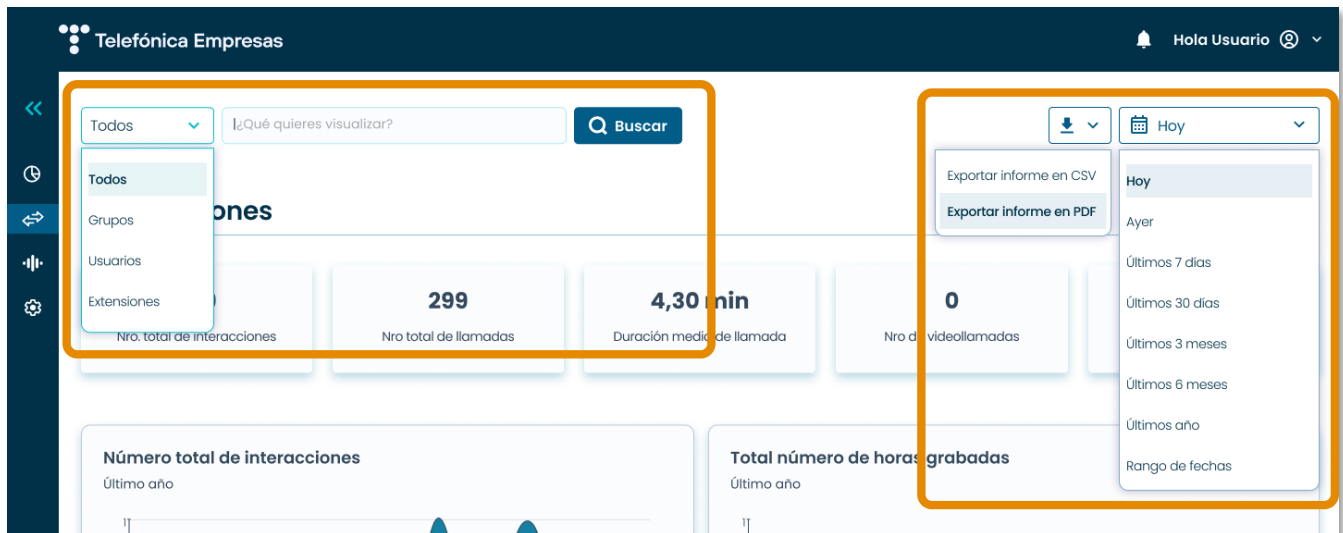 Telefónica Empresas
Hola Usuario
Todos
¿Qué quieres visualizar?
Buscar
Hoy
Todos
Grupos
Usuarios
Extensiones
Exportar informe en CSV
Exportar informe en PDF
Hoy
Ayer
Últimos 7 días
Últimos 30 días
Últimos 3 meses
Últimos 6 meses
Últimos año
Rango de fechas
ones
Nro. total de interacciones
299
Nro total de llamadas
4,30 min
Duración media de llamada
0
Nro de videollamadas
Número total de interacciones
Último año
1
Total número de horas grabadas
Último año
1